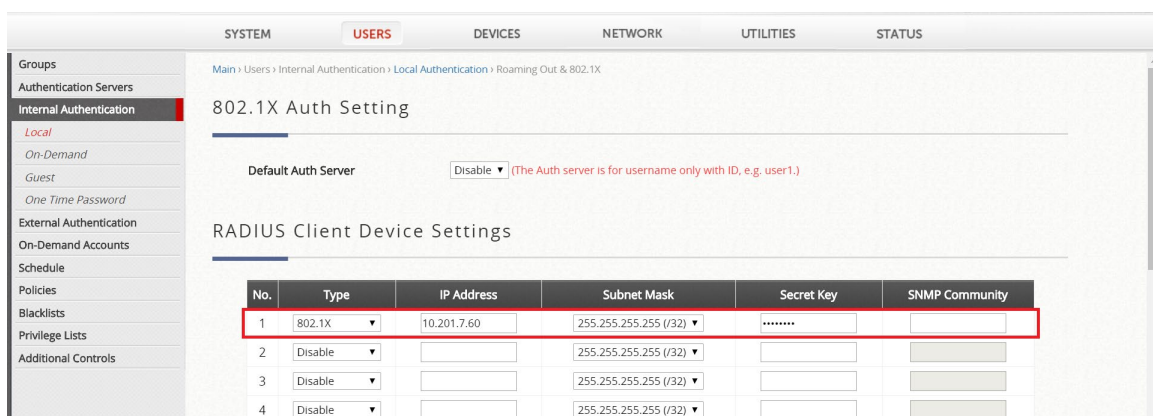 SYSTEM USERS DEVICES NETWORK UTILITIES STATUS
Groups
Authentication Servers
Internal Authentication
Local
On-Demand
Guest
One Time Password
External Authentication
On-Demand Accounts
Schedule
Policies
Blacklists
Privilege Lists
Additional Controls
Main › Users › Internal Authentication › Local Authentication › Roaming Out & 802.1X
802.1X Auth Setting
Default Auth Server Disable ▼ (The Auth server is for username only with ID, e.g. user1.)
RADIUS Client Device Settings
No. Type IP Address Subnet Mask Secret Key SNMP Community
1 802.1X ▼ 10.201.7.60 255.255.255.255 (/32) ▼ ••••••••
2 Disable ▼ 255.255.255.255 (/32) ▼
3 Disable ▼ 255.255.255.255 (/32) ▼
4 Disable ▼ 255.255.255.255 (/32) ▼